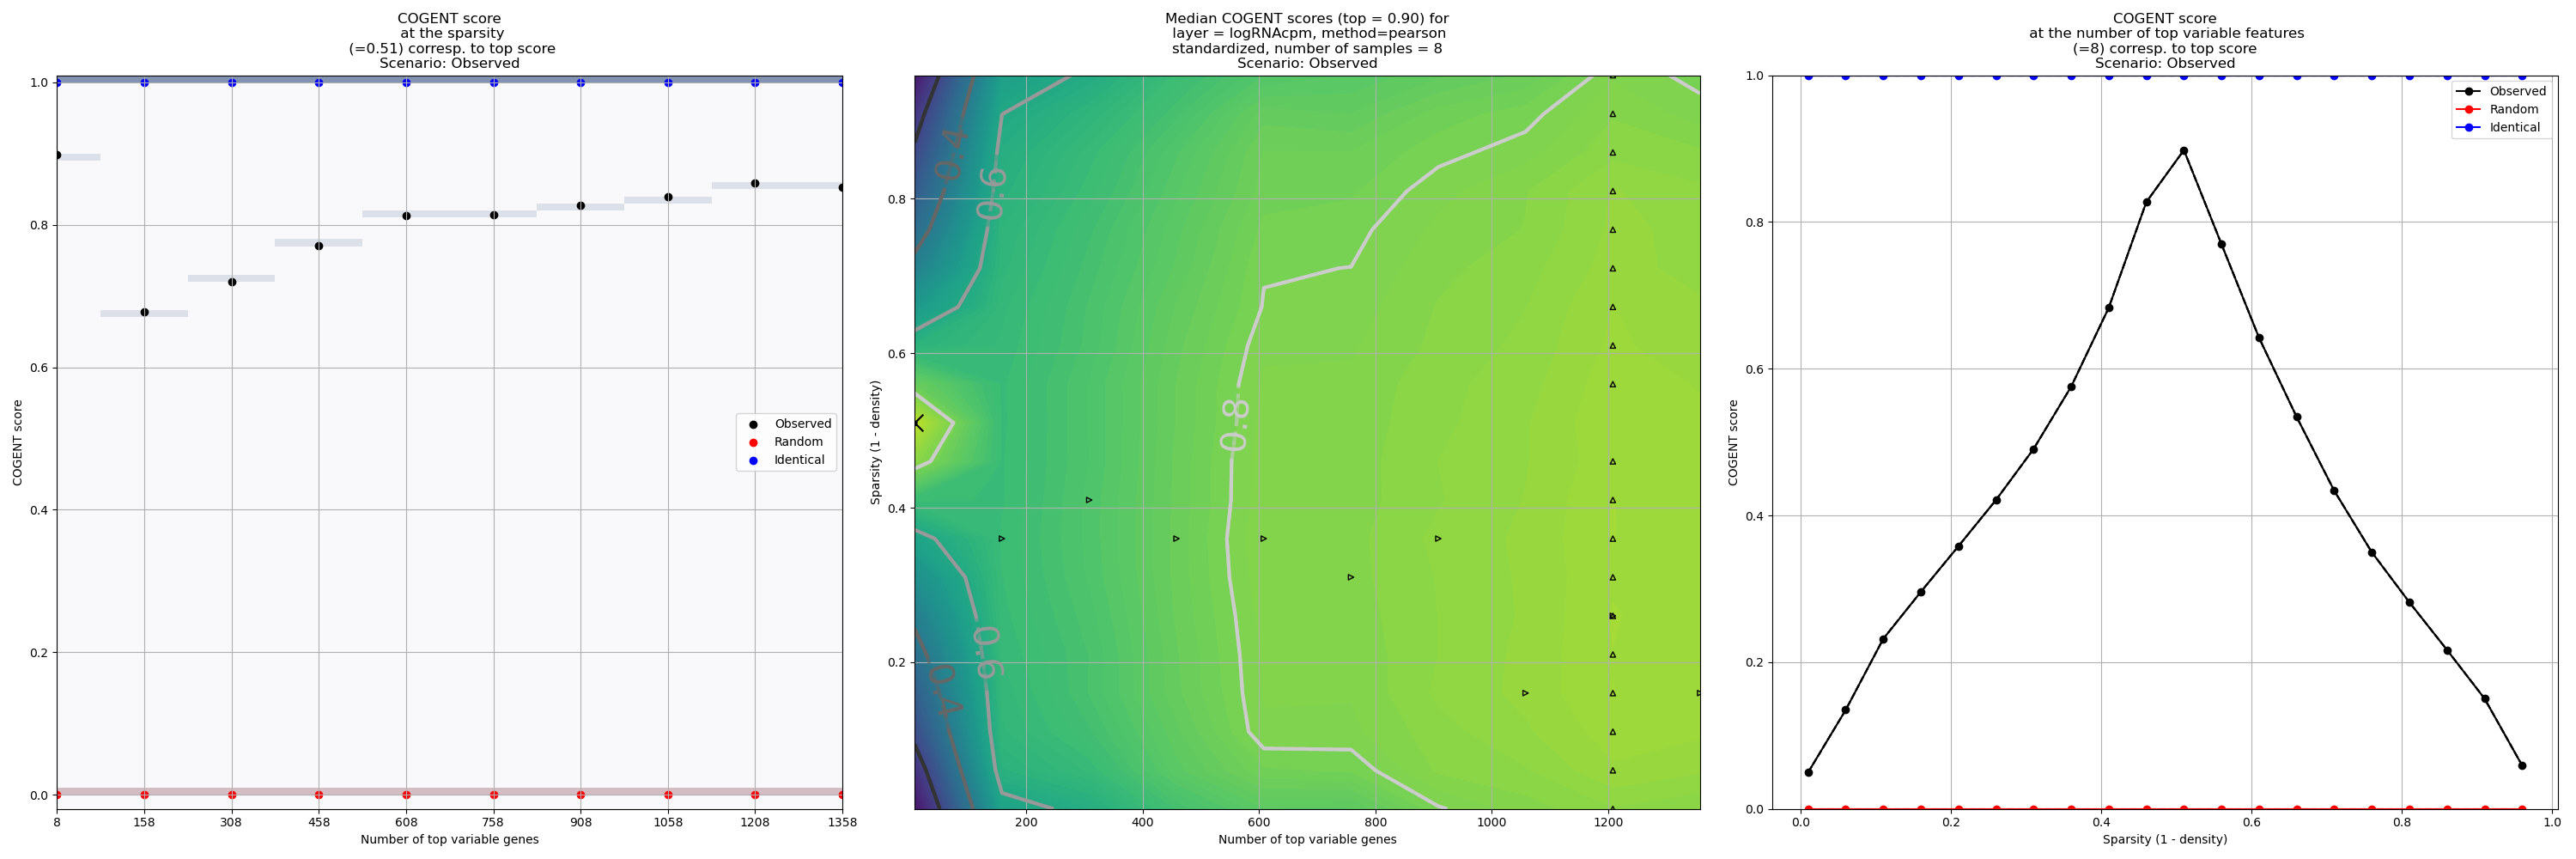 COGENT score
at the sparsity
(=0.51) corresp. to top score
Scenario: Observed
1.0
0.8
0.6
0.4
0.2
0.0
COGENT score
Observed
Random
Identical
8
158
308
458
608
758
908
1058
1208
1358
Number of top variable genes
Median COGENT scores (top = 0.90) for
layer = logRNAcpm, method=pearson
standardized, number of samples = 8
Scenario: Observed
0.8
0.6
0.4
0.2
Sparsity (1 - density)
0.4
0.6
0.8
0.6
0.4
200
400
600
800
1000
1200
Number of top variable genes
COGENT score
at the number of top variable features
(=8) corresp. to top score
Scenario: Observed
1.0
0.8
0.6
0.4
0.2
0.0
COGENT score
Observed
Random
Identical
0.0
0.2
0.4
0.6
0.8
1.0
Sparsity (1 - density)